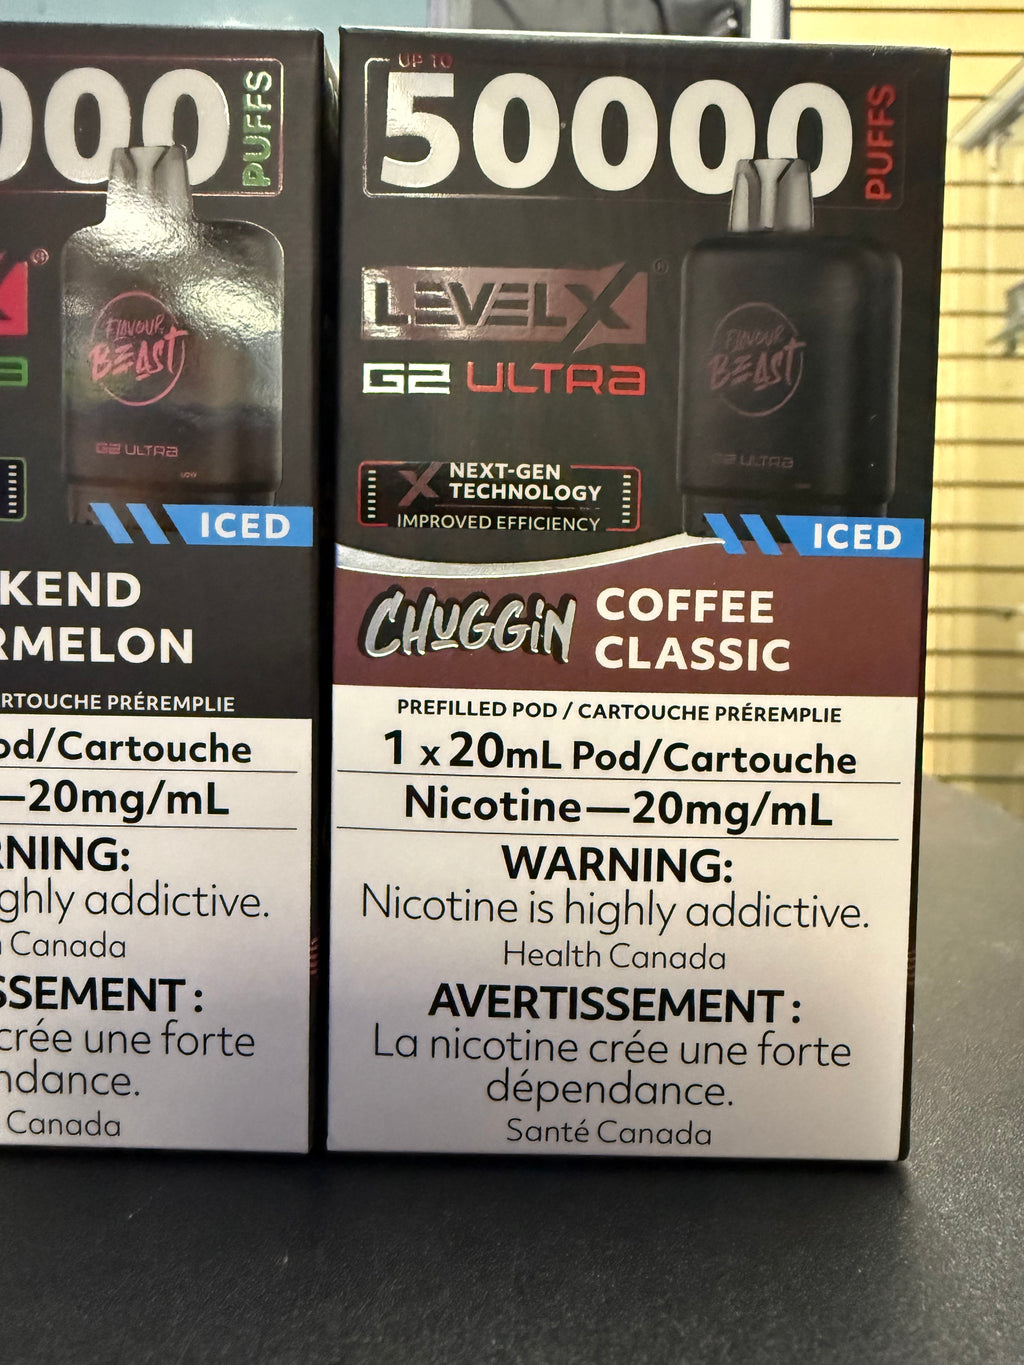 000 PUFFS
X®
FLAVOUR
BEAST
G2 ULTRA
ICED
KEND
RMELON
RTOUCHE PRÉREMPLIE
od/Cartouche
—20mg/mL
RNING:
ghly addictive.
Canada
SSEMENT :
crée une forte
ndance.
Canada
UP TO
50000 PUFFS
LEVELX®
G2 ULTRA
FLAVOUR
BEAST
G2 ULTRA
X NEXT-GEN
TECHNOLOGY
IMPROVED EFFICIENCY
ICED
CHUGGIN COFFEE
CLASSIC
PREFILLED POD / CARTOUCHE PRÉREMPLIE
1 x 20mL Pod/Cartouche
Nicotine—20mg/mL
WARNING:
Nicotine is highly addictive.
Health Canada
AVERTISSEMENT :
La nicotine crée une forte
dépendance.
Santé Canada